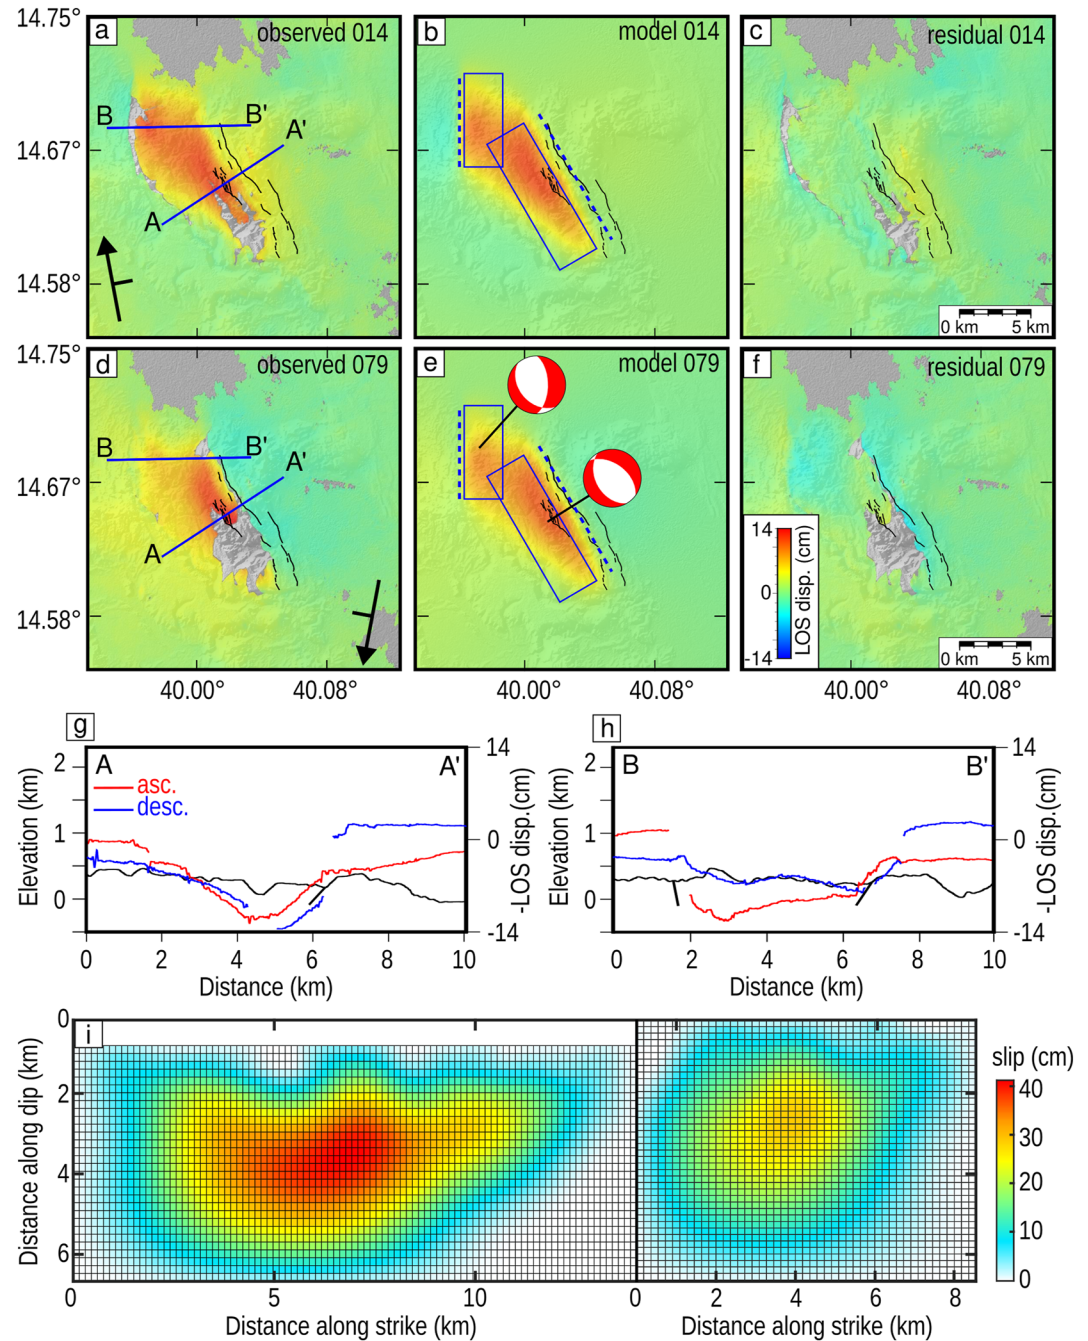 14.75°
a
observed 014
b
model 014
c
residual 014
B
B'
A'
14.67°
A
14.58°
0 km 5 km
14.75°
d
observed 079
e
model 079
f
residual 079
B
B'
A'
14.67°
A
14
0
-14
LOS disp. (cm)
14.58°
0 km 5 km
40.00° 40.08° 40.00° 40.08° 40.00° 40.08°
g
h
A
A'
asc.
desc.
2
1
0
Elevation (km)
14
0
-14
-LOS disp.(cm)
0 2 4 6 8 10
Distance (km)
B
B'
2
1
0
Elevation (km)
14
0
-14
-LOS disp.(cm)
0 2 4 6 8 10
Distance (km)
i
0
2
4
6
Distance along dip (km)
0 5 10
Distance along strike (km)
0 2 4 6 8
Distance along strike (km)
slip (cm)
40
30
20
10
0